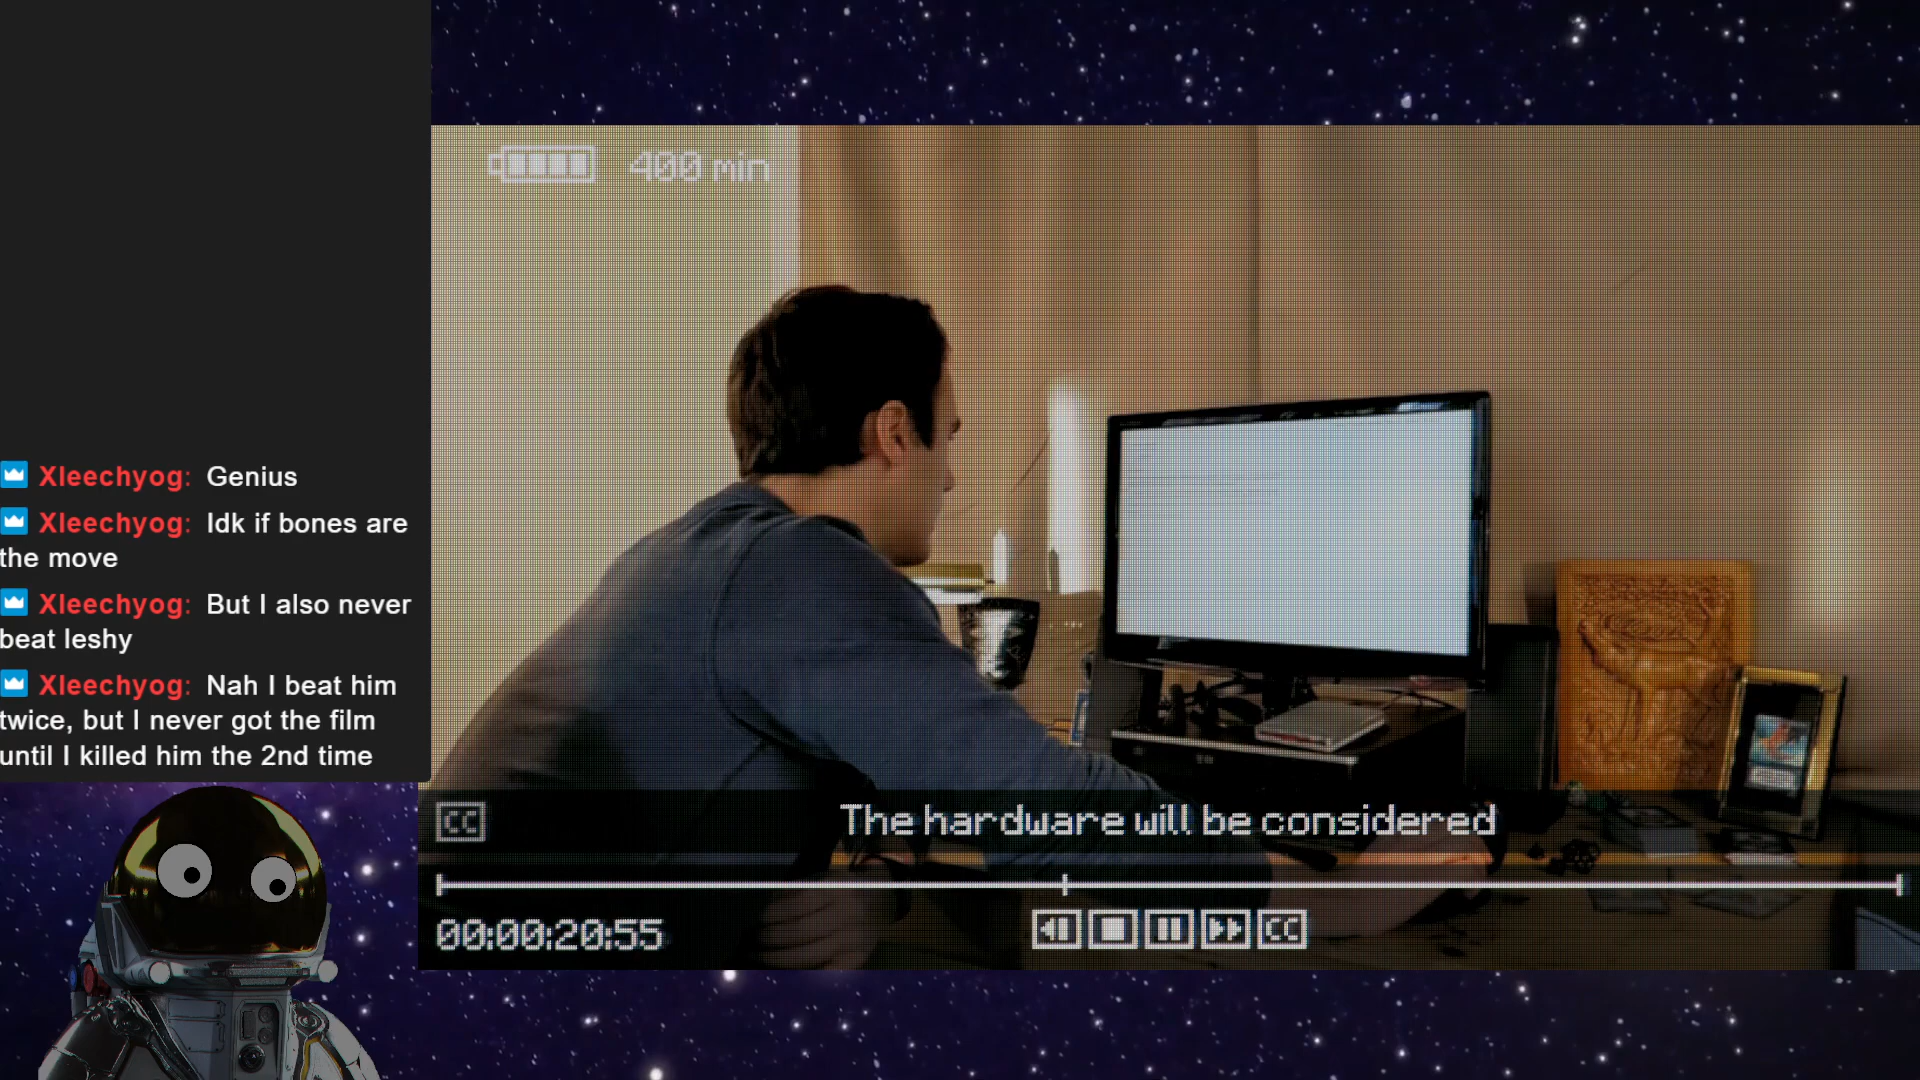 Xleechyog: Genius
Xleechyog: Idk if bones are
the move
Xleechyog: But I also never
beat leshy
Xleechyog: Nah I beat him
twice, but I never got the film
until I killed him the 2nd time
400 min
CC
The hardware will be considered
00:00:20:55
CC